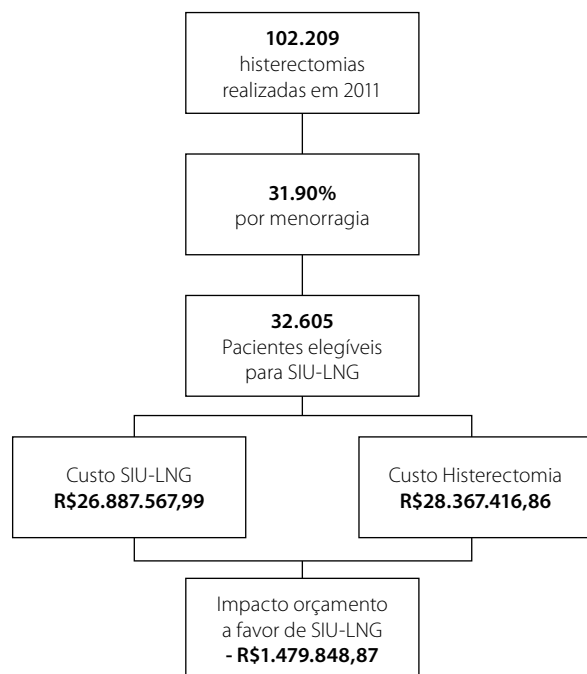 102.209
histerectomias
realizadas em 2011
31.90%
por menorragia
32.605
Pacientes elegíveis
para SIU-LNG
Custo SIU-LNG
R$26.887.567,99
Custo Histerectomia
R$28.367.416,86
Impacto orçamento
a favor de SIU-LNG
- R$1.479.848,87